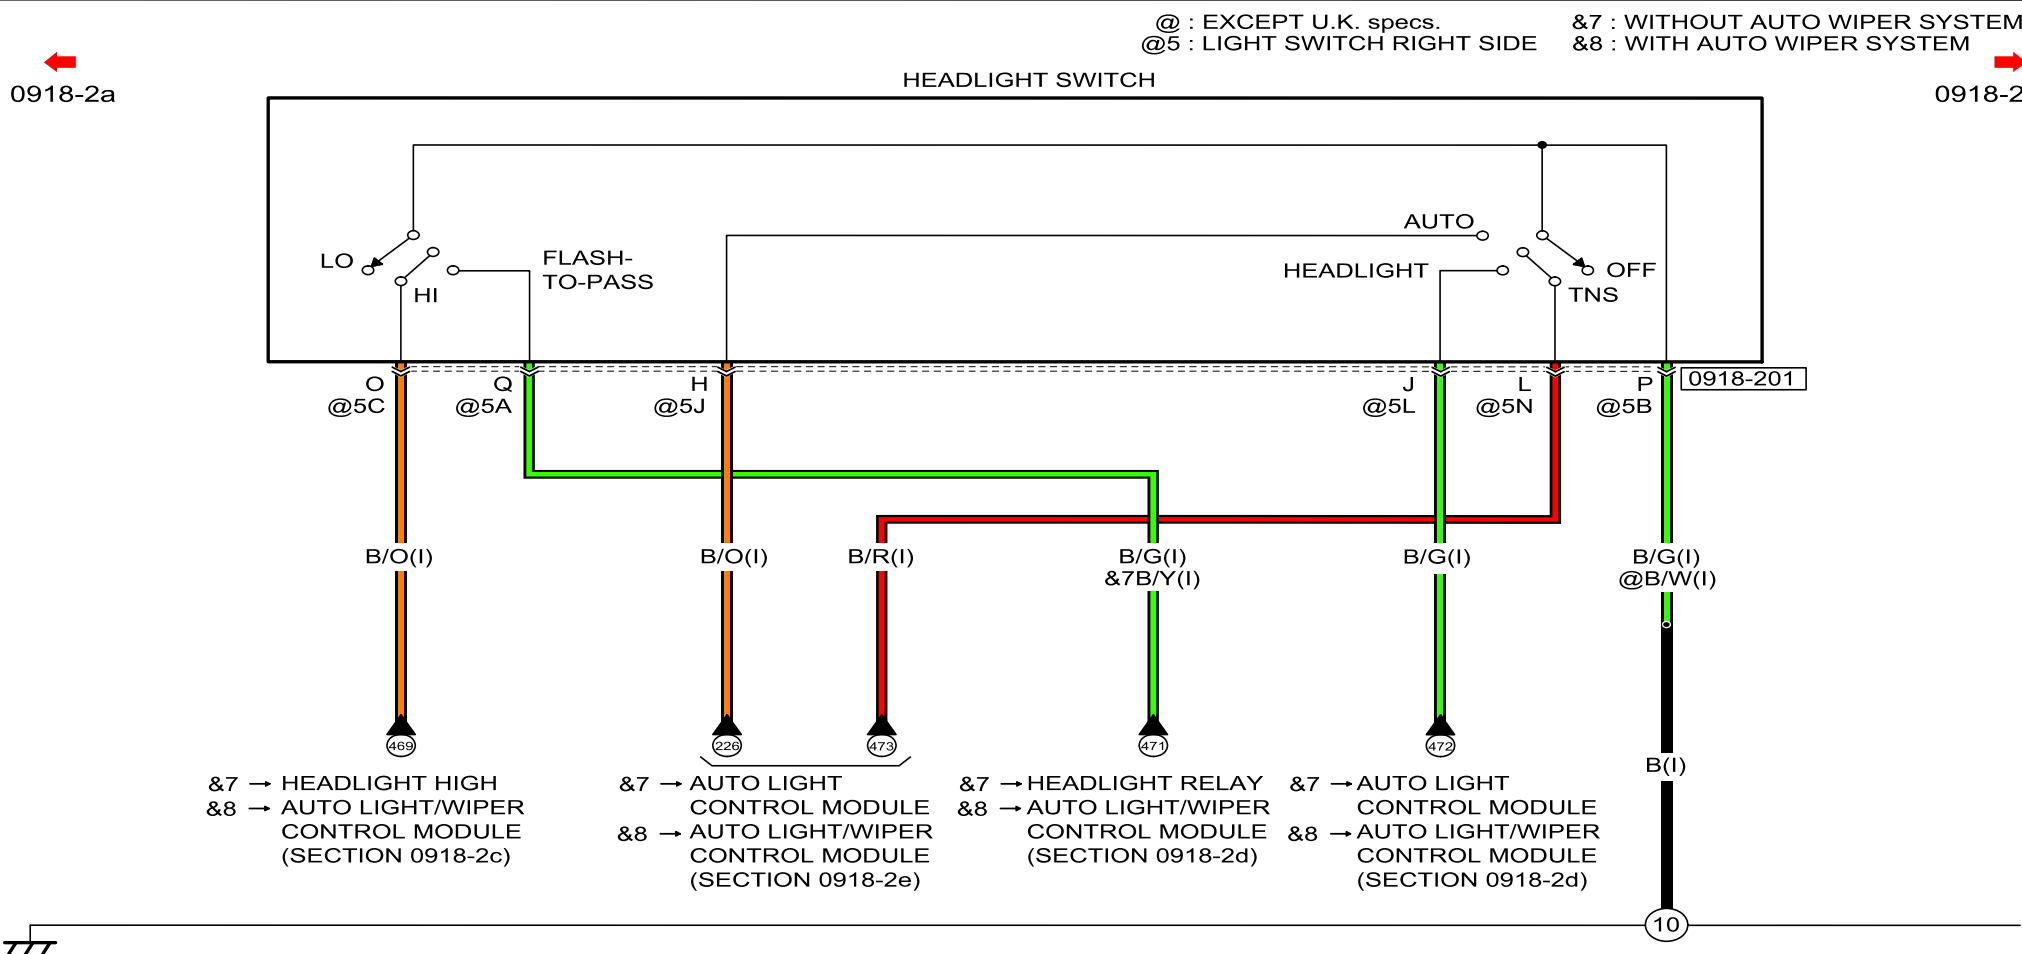 @ : EXCEPT U.K. specs.
&7 : WITHOUT AUTO WIPER SYSTEM
@5 : LIGHT SWITCH RIGHT SIDE
&8 : WITH AUTO WIPER SYSTEM
0918-2a
HEADLIGHT SWITCH
0918-2
AUTO
LO
FLASH-
TO-PASS
HEADLIGHT
OFF
HI
TNS
O
@5C
Q
@5A
H
@5J
J
@5L
L
@5N
P
@5B
0918-201
B/O(I)
B/O(I)
B/R(I)
B/G(I)
&7B/Y(I)
B/G(I)
B/G(I)
@B/W(I)
469
226
473
471
472
B(I)
&7 → HEADLIGHT HIGH
&8 → AUTO LIGHT/WIPER
CONTROL MODULE
(SECTION 0918-2c)
&7 → AUTO LIGHT
CONTROL MODULE
&8 → AUTO LIGHT/WIPER
CONTROL MODULE
(SECTION 0918-2e)
&7 → HEADLIGHT RELAY
&8 → AUTO LIGHT/WIPER
CONTROL MODULE
(SECTION 0918-2d)
&7 → AUTO LIGHT
CONTROL MODULE
&8 → AUTO LIGHT/WIPER
CONTROL MODULE
(SECTION 0918-2d)
10